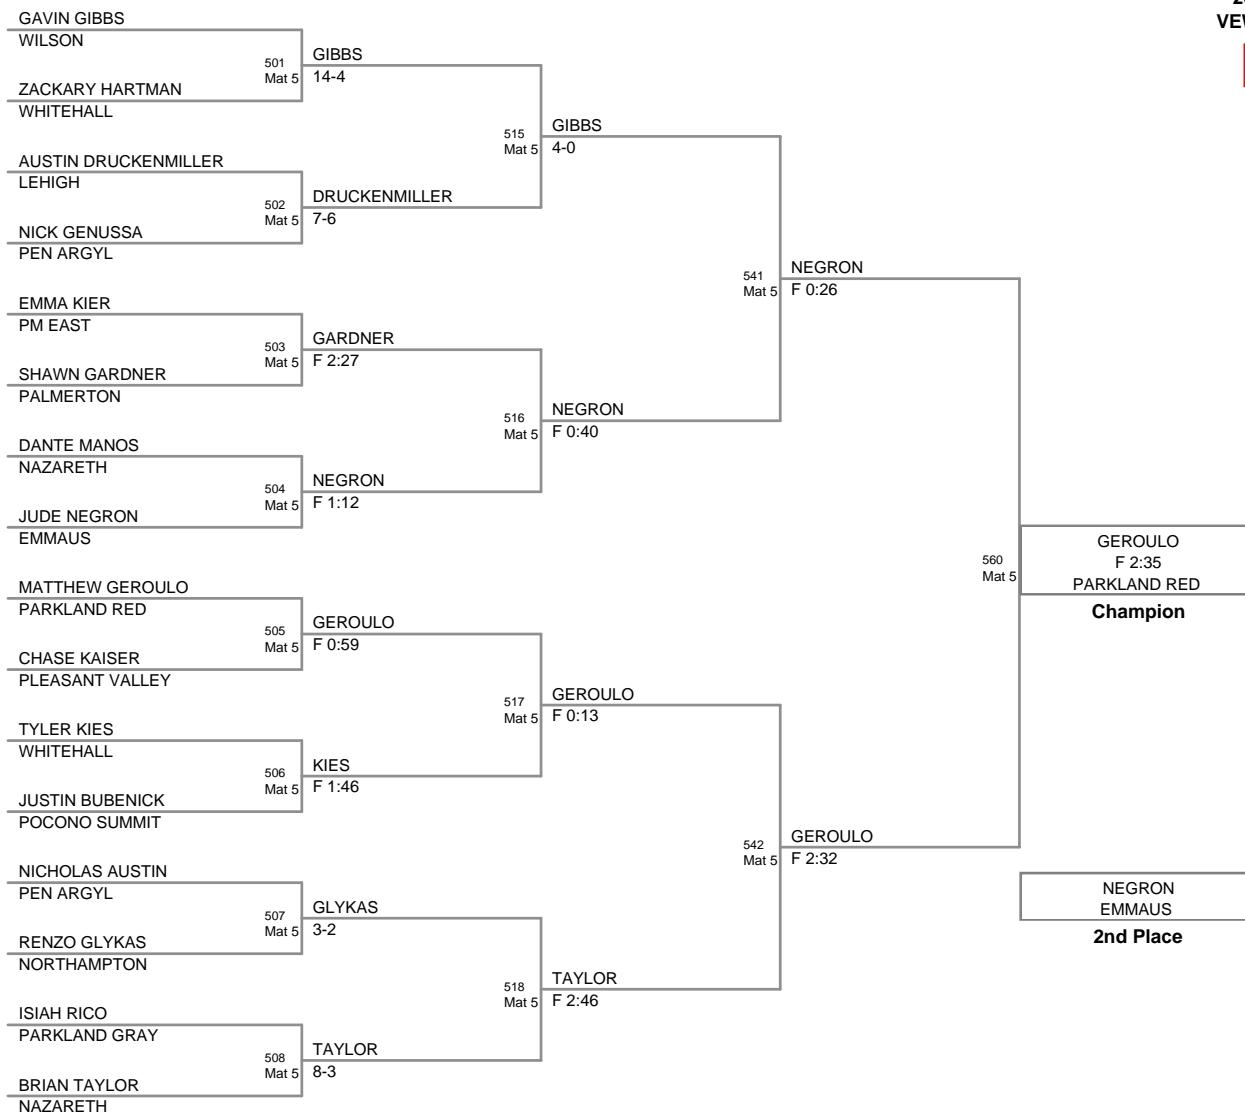 GAVIN GIBBS
WILSON
501
Mat 5
GIBBS
14-4
ZACKARY HARTMAN
WHITEHALL
515
Mat 5
GIBBS
4-0
AUSTIN DRUCKENMILLER
LEHIGH
502
Mat 5
DRUCKENMILLER
7-6
NICK GENUSSA
PEN ARGYL
541
Mat 5
NEGRON
F 0:26
EMMA KIER
PM EAST
503
Mat 5
GARDNER
F 2:27
SHAWN GARDNER
PALMERTON
516
Mat 5
NEGRON
F 0:40
DANTE MANOS
NAZARETH
504
Mat 5
NEGRON
F 1:12
JUDE NEGRON
EMMAUS
560
Mat 5
GEROULO
F 2:35
PARKLAND RED
Champion
MATTHEW GEROULO
PARKLAND RED
505
Mat 5
GEROULO
F 0:59
CHASE KAISER
PLEASANT VALLEY
517
Mat 5
GEROULO
F 0:13
TYLER KIES
WHITEHALL
506
Mat 5
KIES
F 1:46
JUSTIN BUBENICK
POCONO SUMMIT
542
Mat 5
GEROULO
F 2:32
NICHOLAS AUSTIN
PEN ARGYL
507
Mat 5
GLYKAS
3-2
RENZO GLYKAS
NORTHAMPTON
NEGRON
EMMAUS
2nd Place
518
Mat 5
TAYLOR
F 2:46
ISIAH RICO
PARKLAND GRAY
508
Mat 5
TAYLOR
8-3
BRIAN TAYLOR
NAZARETH